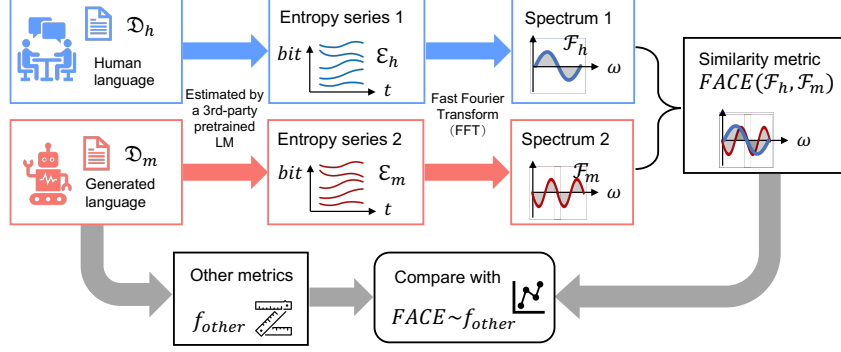 𝒟h
Human
language
Estimated by
a 3rd-party
pretrained
LM
𝒟m
Generated
language
Entropy series 1
bit
ℰh
t
Entropy series 2
bit
ℰm
t
Fast Fourier
Transform
（FFT）
Spectrum 1
ℱh
ω
Spectrum 2
ℱm
ω
Similarity metric
FACE(ℱh, ℱm)
ω
Other metrics
fother
Compare with
FACE~fother